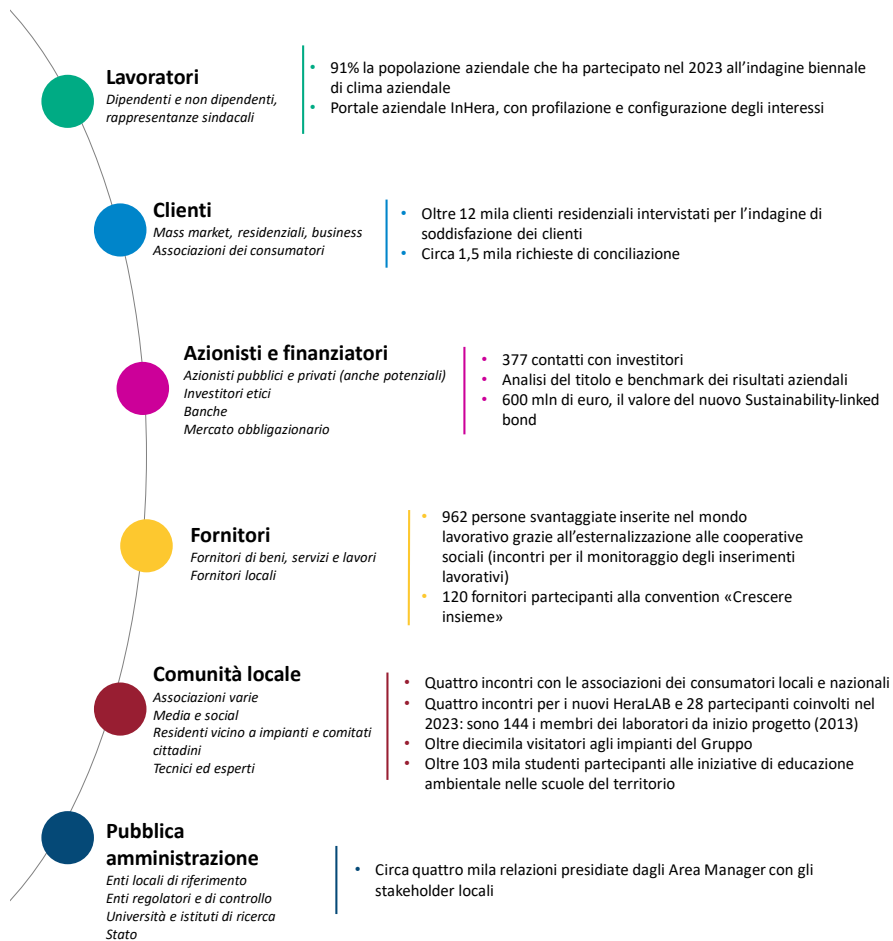 Lavoratori
Dipendenti e non dipendenti,
rappresentanze sindacali
• 91% la popolazione aziendale che ha partecipato nel 2023 all’indagine biennale
di clima aziendale
• Portale aziendale InHera, con profilazione e configurazione degli interessi
Clienti
Mass market, residenziali, business
Associazioni dei consumatori
• Oltre 12 mila clienti residenziali intervistati per l’indagine di
soddisfazione dei clienti
• Circa 1,5 mila richieste di conciliazione
Azionisti e finanziatori
Azionisti pubblici e privati (anche potenziali)
Investitori etici
Banche
Mercato obbligazionario
• 377 contatti con investitori
• Analisi del titolo e benchmark dei risultati aziendali
• 600 mln di euro, il valore del nuovo Sustainability-linked
bond
Fornitori
Fornitori di beni, servizi e lavori
Fornitori locali
• 962 persone svantaggiate inserite nel mondo
lavorativo grazie all’esternalizzazione alle cooperative
sociali (incontri per il monitoraggio degli inserimenti
lavorativi)
• 120 fornitori partecipanti alla convention «Crescere
insieme»
Comunità locale
Associazioni varie
Media e social
Residenti vicino a impianti e comitati
cittadini
Tecnici ed esperti
• Quattro incontri con le associazioni dei consumatori locali e nazionali
• Quattro incontri per i nuovi HeraLAB e 28 partecipanti coinvolti nel
2023: sono 144 i membri dei laboratori da inizio progetto (2013)
• Oltre diecimila visitatori agli impianti del Gruppo
• Oltre 103 mila studenti partecipanti alle iniziative di educazione
ambientale nelle scuole del territorio
Pubblica
amministrazione
Enti locali di riferimento
Enti regolatori e di controllo
Università e istituti di ricerca
Stato
• Circa quattro mila relazioni presidiate dagli Area Manager con gli
stakeholder locali